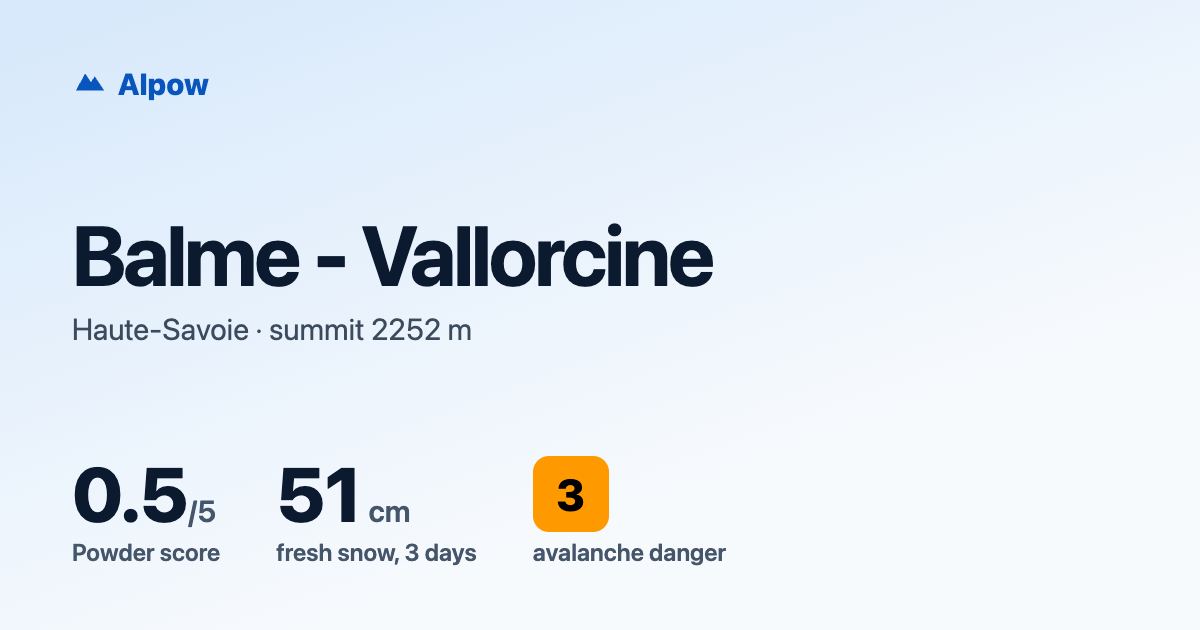 Alpow
Balme - Vallorcine
Haute-Savoie · summit 2252 m
0.5/5 51 cm 3
Powder score fresh snow, 3 days avalanche danger